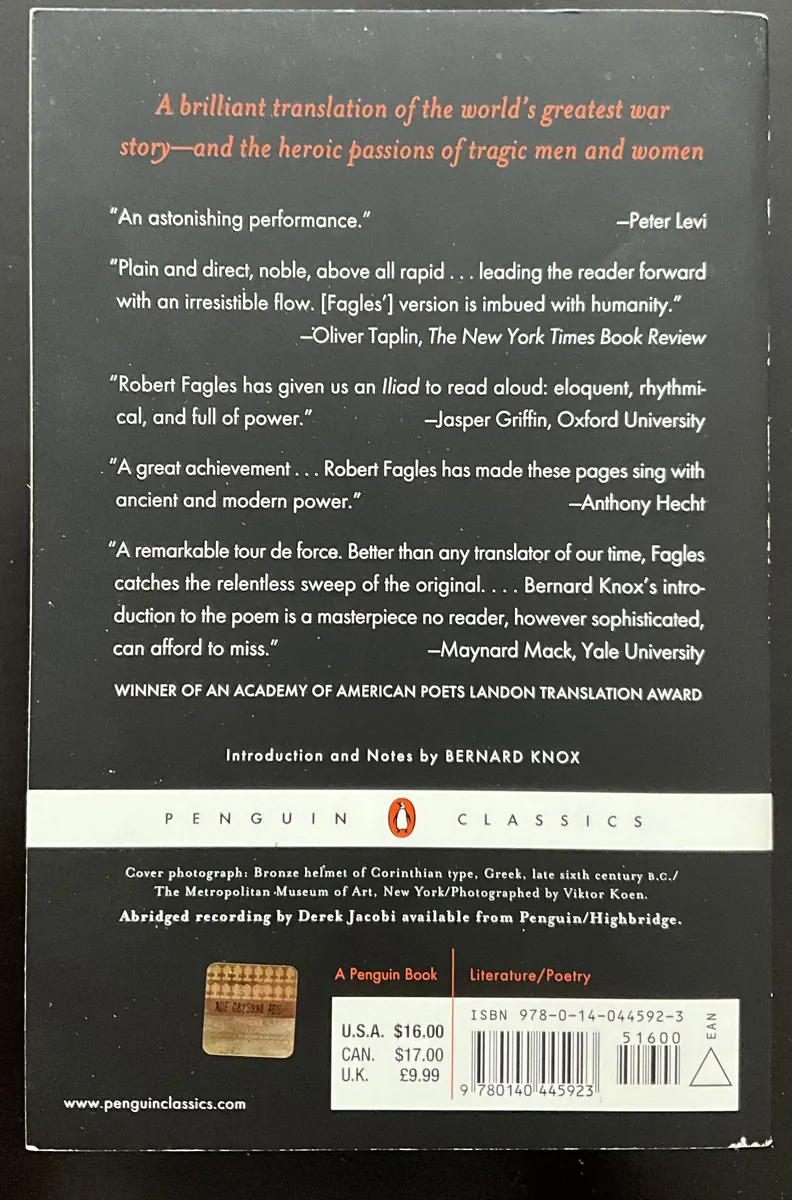 A brilliant translation of the world's greatest war
story—and the heroic passions of tragic men and women
"An astonishing performance." —Peter Levi
"Plain and direct, noble, above all rapid . . . leading the reader forward
with an irresistible flow. [Fagles'] version is imbued with humanity."
—Oliver Taplin, The New York Times Book Review
"Robert Fagles has given us an Iliad to read aloud: eloquent, rhythmi-
cal, and full of power." —Jasper Griffin, Oxford University
"A great achievement . . . Robert Fagles has made these pages sing with
ancient and modern power." —Anthony Hecht
"A remarkable tour de force. Better than any translator of our time, Fagles
catches the relentless sweep of the original. . . . Bernard Knox's intro-
duction to the poem is a masterpiece no reader, however sophisticated,
can afford to miss." —Maynard Mack, Yale University
WINNER OF AN ACADEMY OF AMERICAN POETS LANDON TRANSLATION AWARD
Introduction and Notes by BERNARD KNOX
PENGUIN CLASSICS
Cover photograph: Bronze helmet of Corinthian type, Greek, late sixth century B.C./
The Metropolitan Museum of Art, New York/Photographed by Viktor Koen.
Abridged recording by Derek Jacobi available from Penguin/Highbridge.
A Penguin Book Literature/Poetry
ISBN 978-0-14-044592-3
U.S.A. $16.00
CAN. $17.00
U.K. £9.99
51600
EAN
9 780140 445923
www.penguinclassics.com